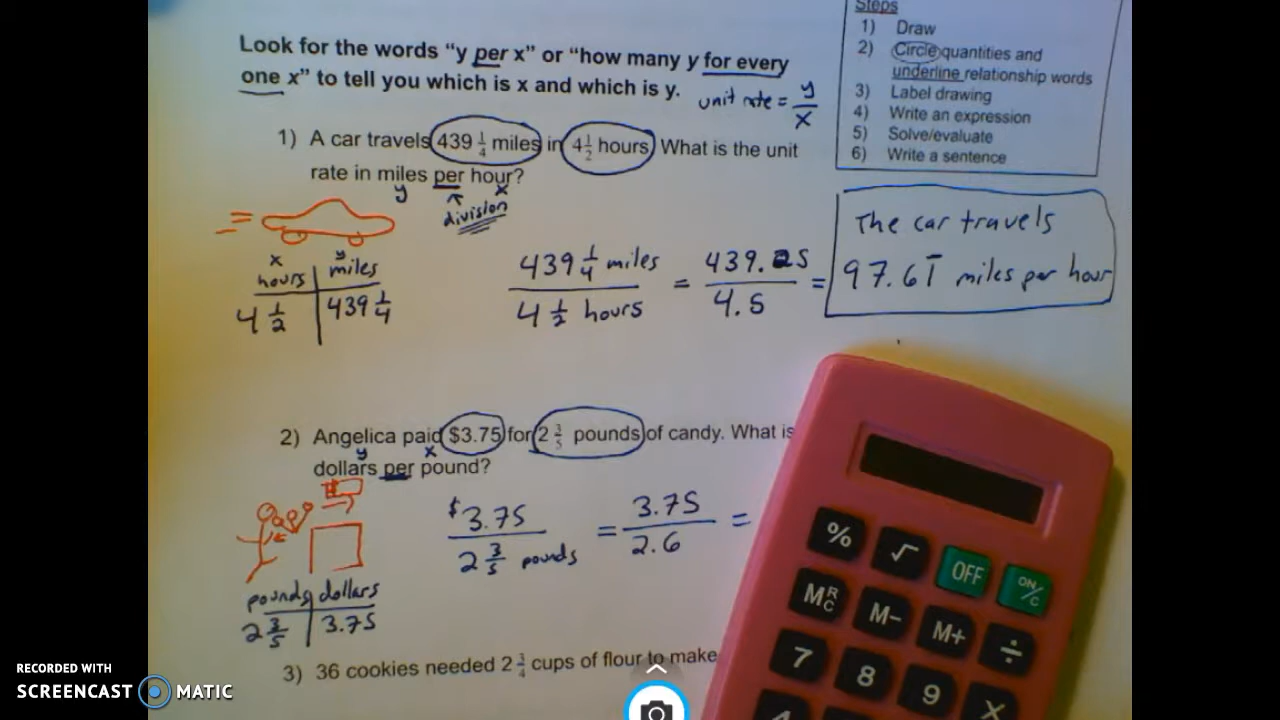 Steps
1) Draw
2) Circle quantities and
underline relationship words
3) Label drawing
4) Write an expression
5) Solve/evaluate
6) Write a sentence
Look for the words "y per x" or "how many y for every
one x" to tell you which is x and which is y.
unit rate = y/x
1) A car travels 439 1/4 miles in 4 1/2 hours. What is the unit
rate in miles per hour?
y x
division
x y
hours miles
4 1/2 439 1/4
439 1/4 miles / 4 1/2 hours = 439.25 / 4.5 =
The car travels
97.61̅ miles per hour
2) Angelica paid $3.75 for 2 3/5 pounds of candy. What is
y x
dollars per pound?
$3.75 / 2 3/5 pounds = 3.75 / 2.6 =
pounds dollars
2 3/5 3.75
3) 36 cookies needed 2 3/4 cups of flour to make
% √ OFF ON/C
MRC M- M+ ÷
7 8 9 X
RECORDED WITH
SCREENCAST MATIC